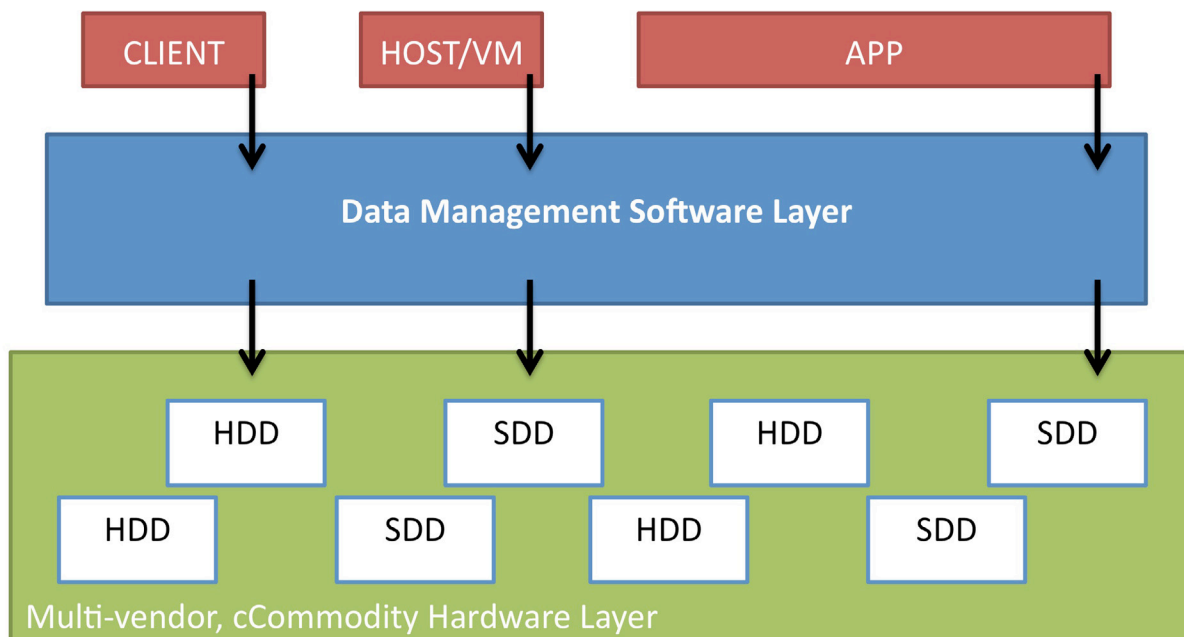 CLIENT
HOST/VM
APP
Data Management Software Layer
HDD
SDD
HDD
SDD
HDD
SDD
HDD
SDD
Multi-vendor, cCommodity Hardware Layer